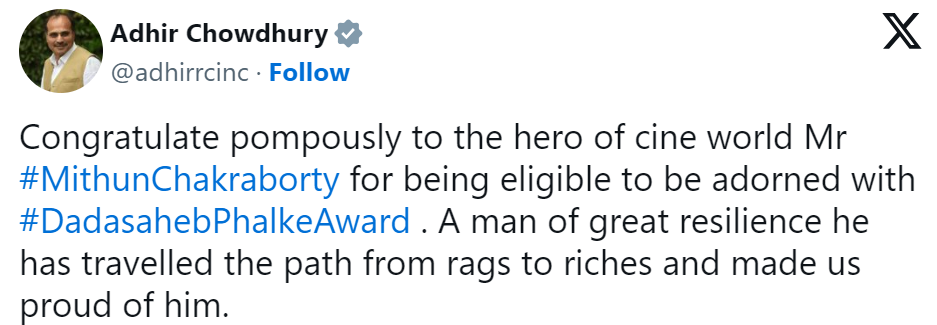 Adhir Chowdhury
@adhirrcinc · Follow
Congratulate pompously to the hero of cine world Mr
#MithunChakraborty for being eligible to be adorned with
#DadasahebPhalkeAward . A man of great resilience he
has travelled the path from rags to riches and made us
proud of him.